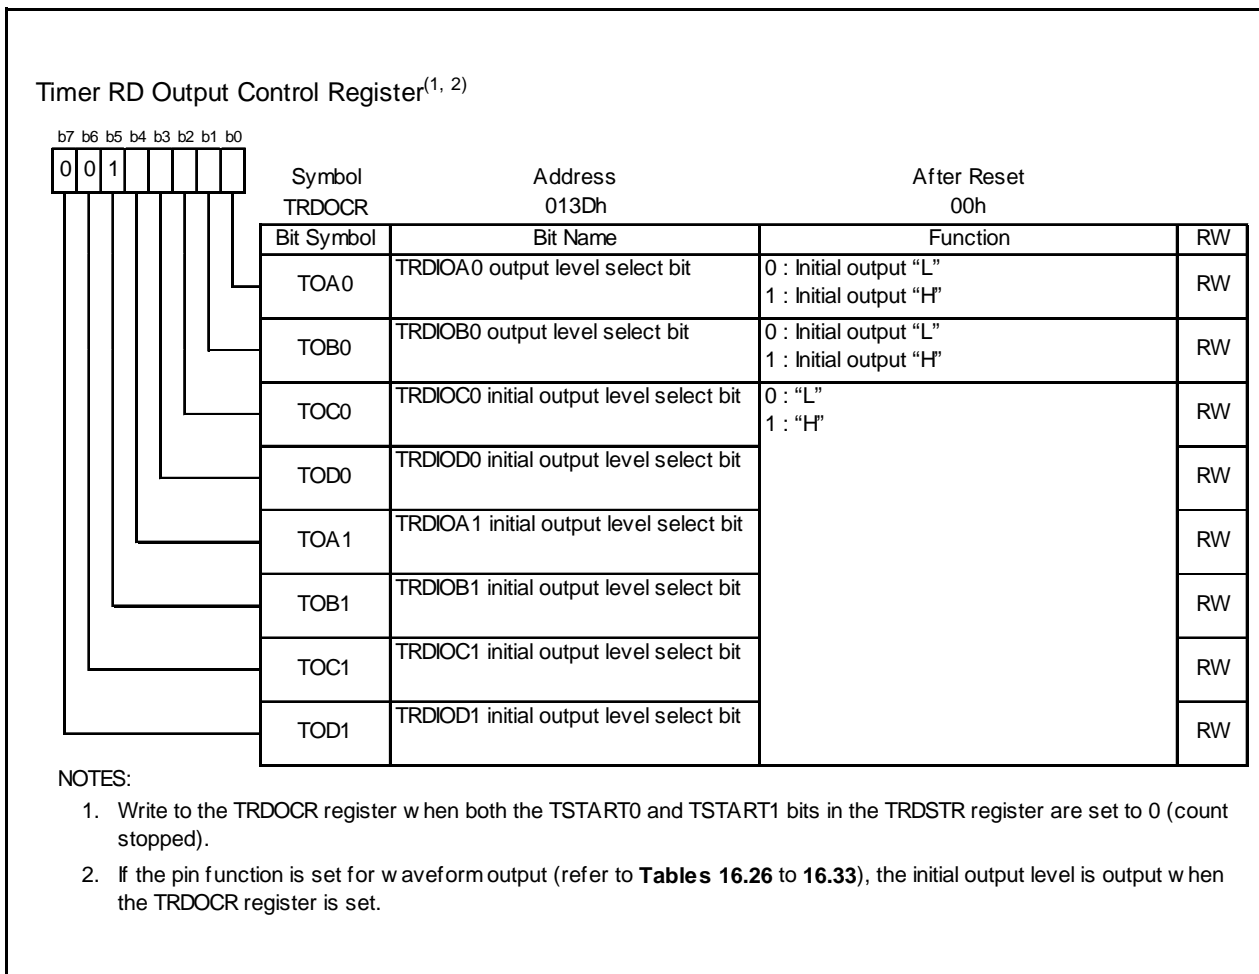 Timer RD Output Control Register(1, 2)
b7 b6 b5 b4 b3 b2 b1 b0
0 0 1
Symbol Address After Reset
TRDOCR 013Dh 00h
Bit Symbol Bit Name Function RW
TOA0 TRDIOA0 output level select bit 0 : Initial output “L” RW
1 : Initial output “H”
TOB0 TRDIOB0 output level select bit 0 : Initial output “L” RW
1 : Initial output “H”
TOC0 TRDIOC0 initial output level select bit 0 : “L” RW
1 : “H”
TOD0 TRDIOD0 initial output level select bit RW
TOA1 TRDIOA1 initial output level select bit RW
TOB1 TRDIOB1 initial output level select bit RW
TOC1 TRDIOC1 initial output level select bit RW
TOD1 TRDIOD1 initial output level select bit RW
NOTES:
1. Write to the TRDOCR register when both the TSTART0 and TSTART1 bits in the TRDSTR register are set to 0 (count
stopped).
2. If the pin function is set for waveform output (refer to Tables 16.26 to 16.33), the initial output level is output when
the TRDOCR register is set.